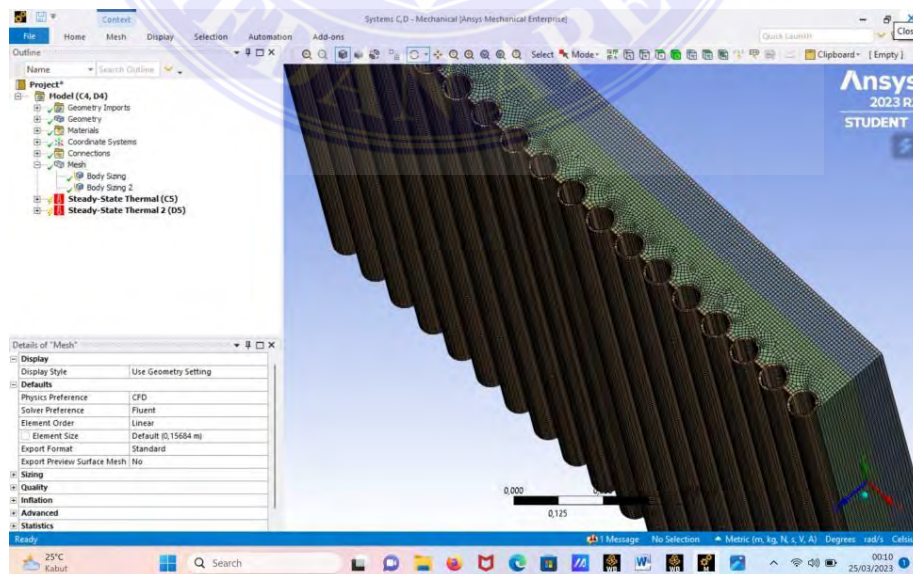 Context
Systems C,D - Mechanical [Ansys Mechanical Enterprise]
Clos
File Home Mesh Display Selection Automation Add-ons
Quick Launch
Outline
Select Mode
Clipboard [ Empty ]
Name Search Outline
Project*
Model (C4, D4)
Geometry Imports
Geometry
Materials
Coordinate Systems
Connections
Mesh
Body Sizing
Body Sizing 2
Steady-State Thermal (C5)
Steady-State Thermal 2 (D5)
Ansys
2023 R
STUDENT
Details of "Mesh"
Display
Display Style Use Geometry Setting
Defaults
Physics Preference CFD
Solver Preference Fluent
Element Order Linear
Element Size Default (0,15684 m)
Export Format Standard
Export Preview Surface Mesh No
Sizing
Quality
Inflation
Advanced
Statistics
0,000
0,125
Ready
1 Message No Selection Metric (m, kg, N, s, V, A) Degrees rad/s Celsiu
25°C
Kabut
Search
00:10
25/03/2023